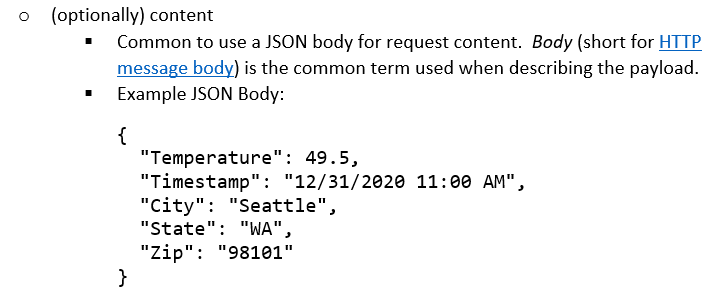 ○ (optionally) content
▪ Common to use a JSON body for request content.  Body (short for HTTP
message body) is the common term used when describing the payload.
▪ Example JSON Body:
{
  "Temperature": 49.5,
  "Timestamp": "12/31/2020 11:00 AM",
  "City": "Seattle",
  "State": "WA",
  "Zip": "98101"
}